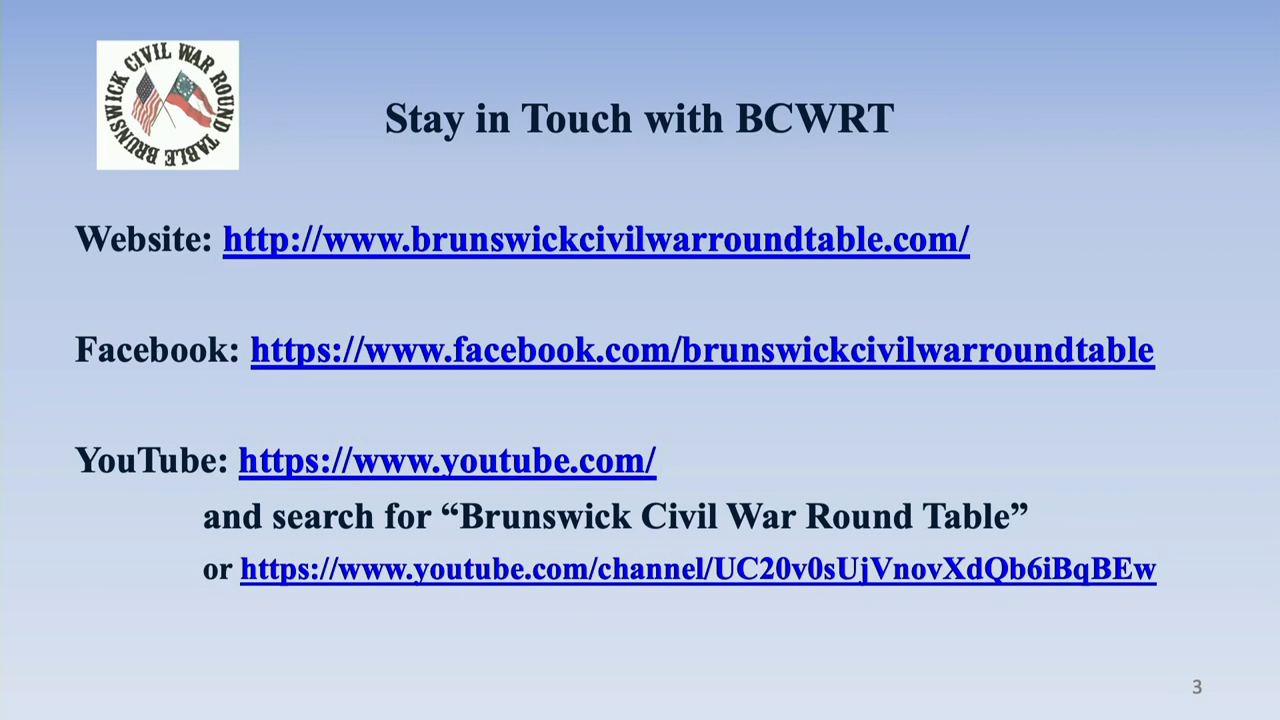 BRUNSWICK CIVIL WAR ROUND TABLE
Stay in Touch with BCWRT
Website: http://www.brunswickcivilwarroundtable.com/
Facebook: https://www.facebook.com/brunswickcivilwarroundtable
YouTube: https://www.youtube.com/
and search for “Brunswick Civil War Round Table”
or https://www.youtube.com/channel/UC20v0sUjVnovXdQb6iBqBEw
3